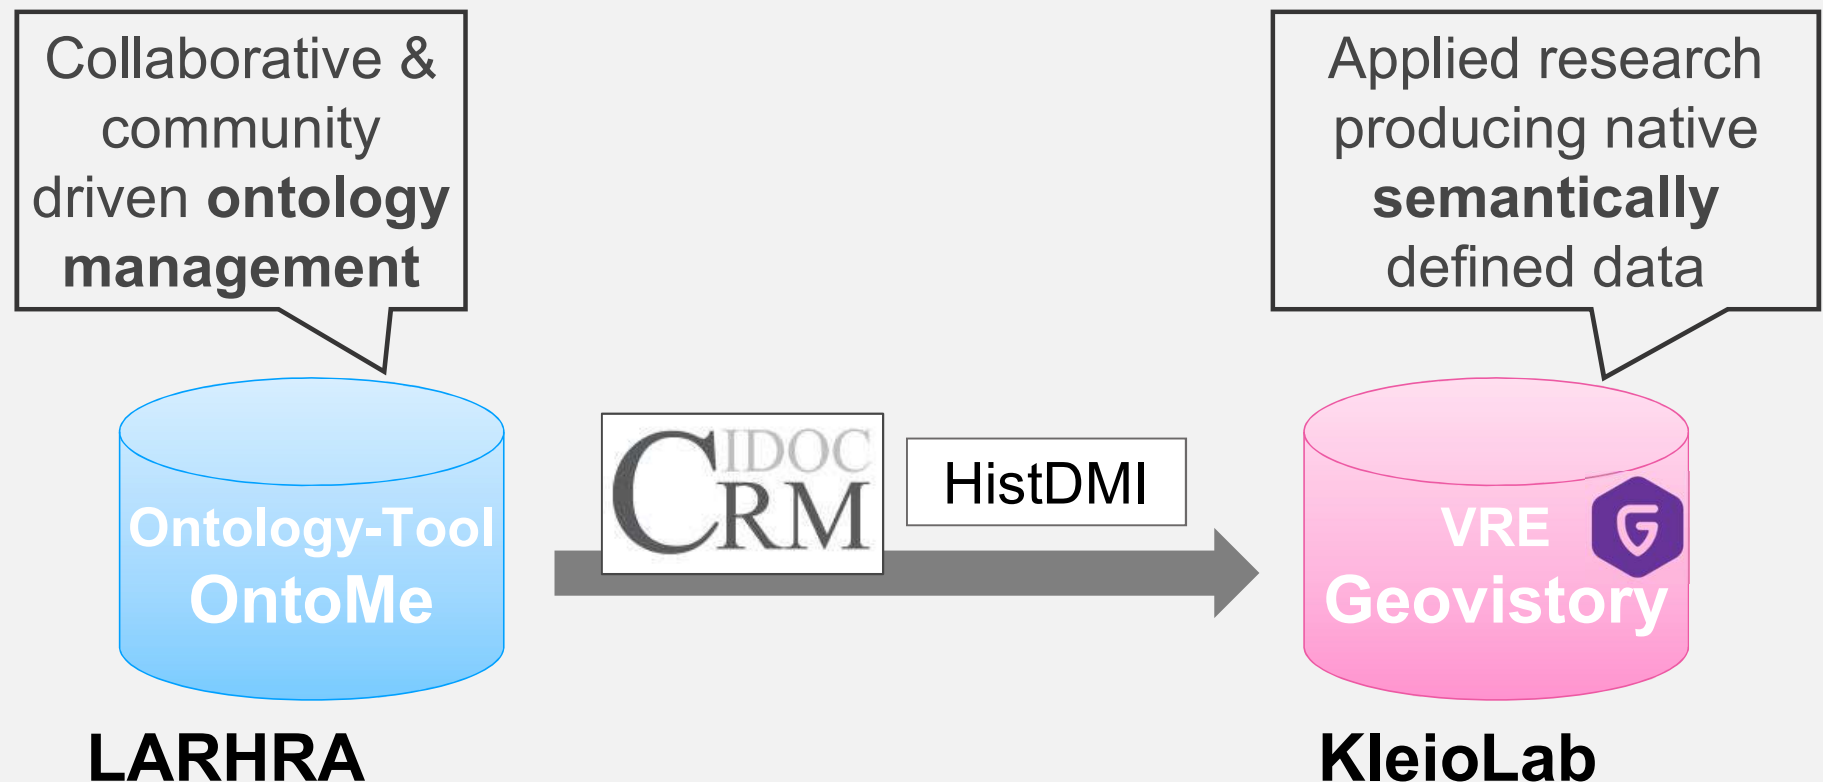 Collaborative &
community
driven ontology
management
Applied research
producing native
semantically
defined data
CIDOC
CRM
HistDMI
Ontology-Tool
OntoMe
VRE
G
Geovistory
LARHRA
KleioLab